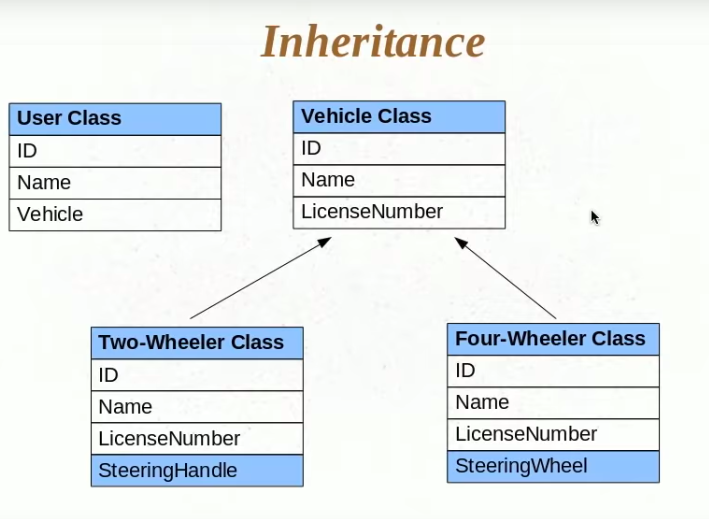 Inheritance
User Class
ID
Name
Vehicle
Vehicle Class
ID
Name
LicenseNumber
Two-Wheeler Class
ID
Name
LicenseNumber
SteeringHandle
Four-Wheeler Class
ID
Name
LicenseNumber
SteeringWheel